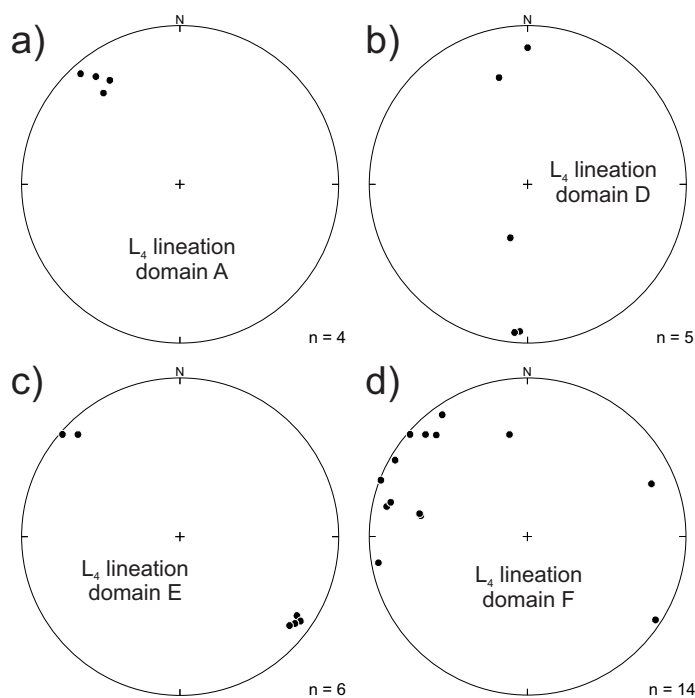 a)
N
L₄ lineation
domain A
n = 4
b)
N
L₄ lineation
domain D
n = 5
c)
N
L₄ lineation
domain E
n = 6
d)
N
L₄ lineation
domain F
n = 14